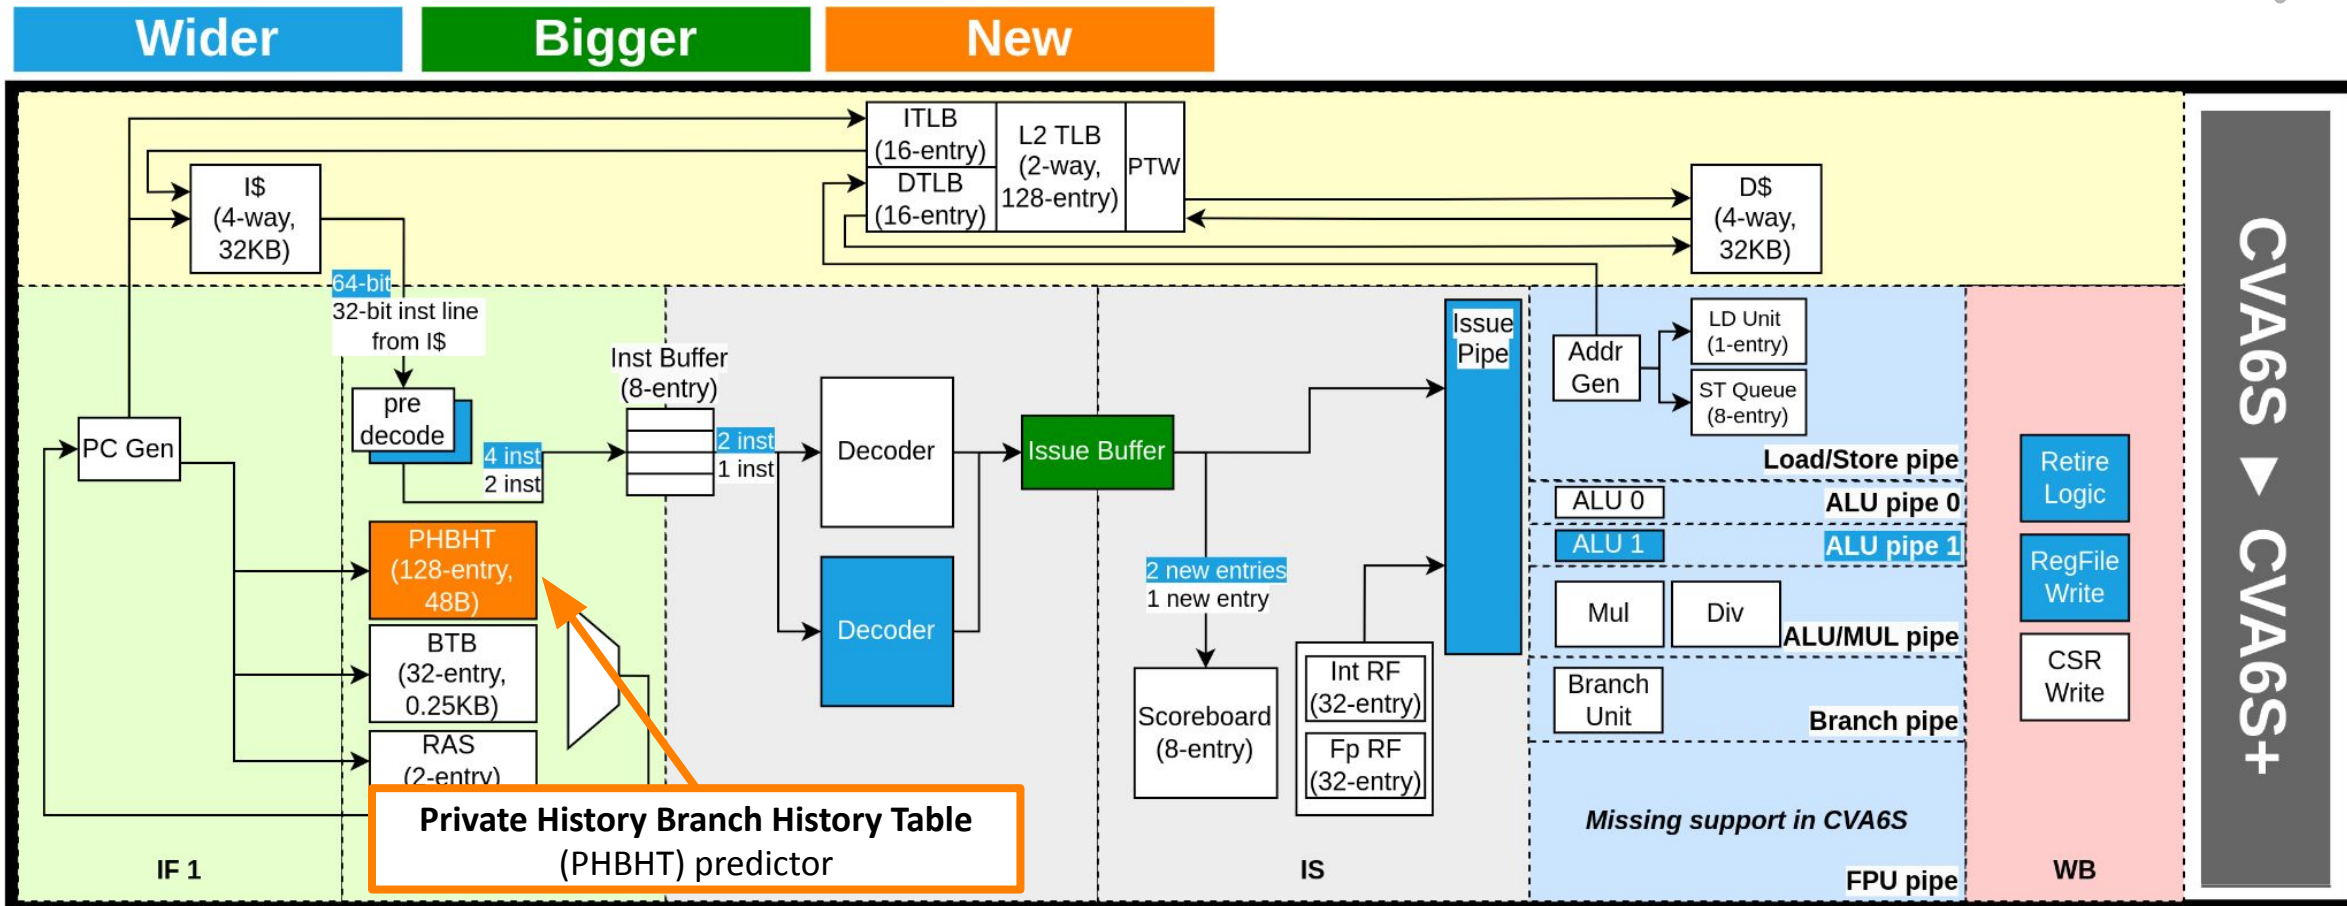 Wider
Bigger
New
ITLB
(16-entry)
DTLB
(16-entry)
L2 TLB
(2-way,
128-entry)
PTW
I$
(4-way,
32KB)
D$
(4-way,
32KB)
64-bit
32-bit inst line
from I$
pre
decode
PC Gen
4 inst
2 inst
Inst Buffer
(8-entry)
2 inst
1 inst
Decoder
Decoder
Issue Buffer
PHBHT
(128-entry,
48B)
BTB
(32-entry,
0.25KB)
RAS
(2-entry)
Private History Branch History Table
(PHBHT) predictor
IF 1
2 new entries
1 new entry
Scoreboard
(8-entry)
Int RF
(32-entry)
Fp RF
(32-entry)
IS
Issue
Pipe
Addr
Gen
LD Unit
(1-entry)
ST Queue
(8-entry)
Load/Store pipe
ALU 0
ALU pipe 0
ALU 1
ALU pipe 1
Mul
Div
ALU/MUL pipe
Branch
Unit
Branch pipe
Missing support in CVA6S
FPU pipe
Retire
Logic
RegFile
Write
CSR
Write
WB
CVA6S ▶ CVA6S+